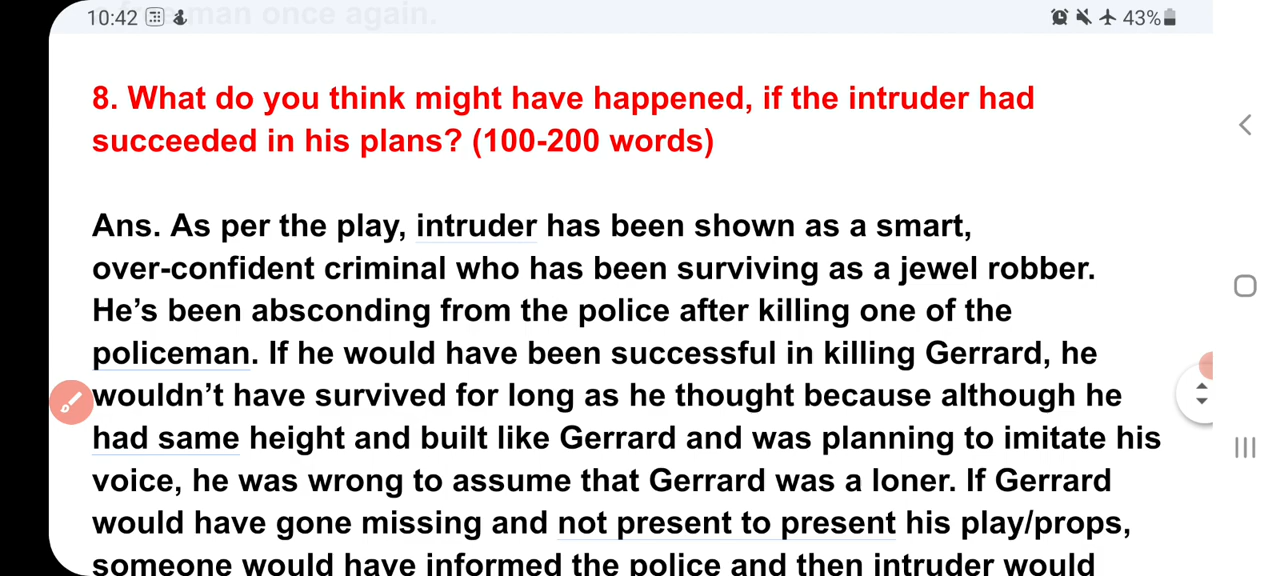 a free man once again.
10:42
43%
8. What do you think might have happened, if the intruder had
succeeded in his plans? (100-200 words)
Ans. As per the play, intruder has been shown as a smart,
over-confident criminal who has been surviving as a jewel robber.
He's been absconding from the police after killing one of the
policeman. If he would have been successful in killing Gerrard, he
wouldn't have survived for long as he thought because although he
had same height and built like Gerrard and was planning to imitate his
voice, he was wrong to assume that Gerrard was a loner. If Gerrard
would have gone missing and not present to present his play/props,
someone would have informed the police and then intruder would